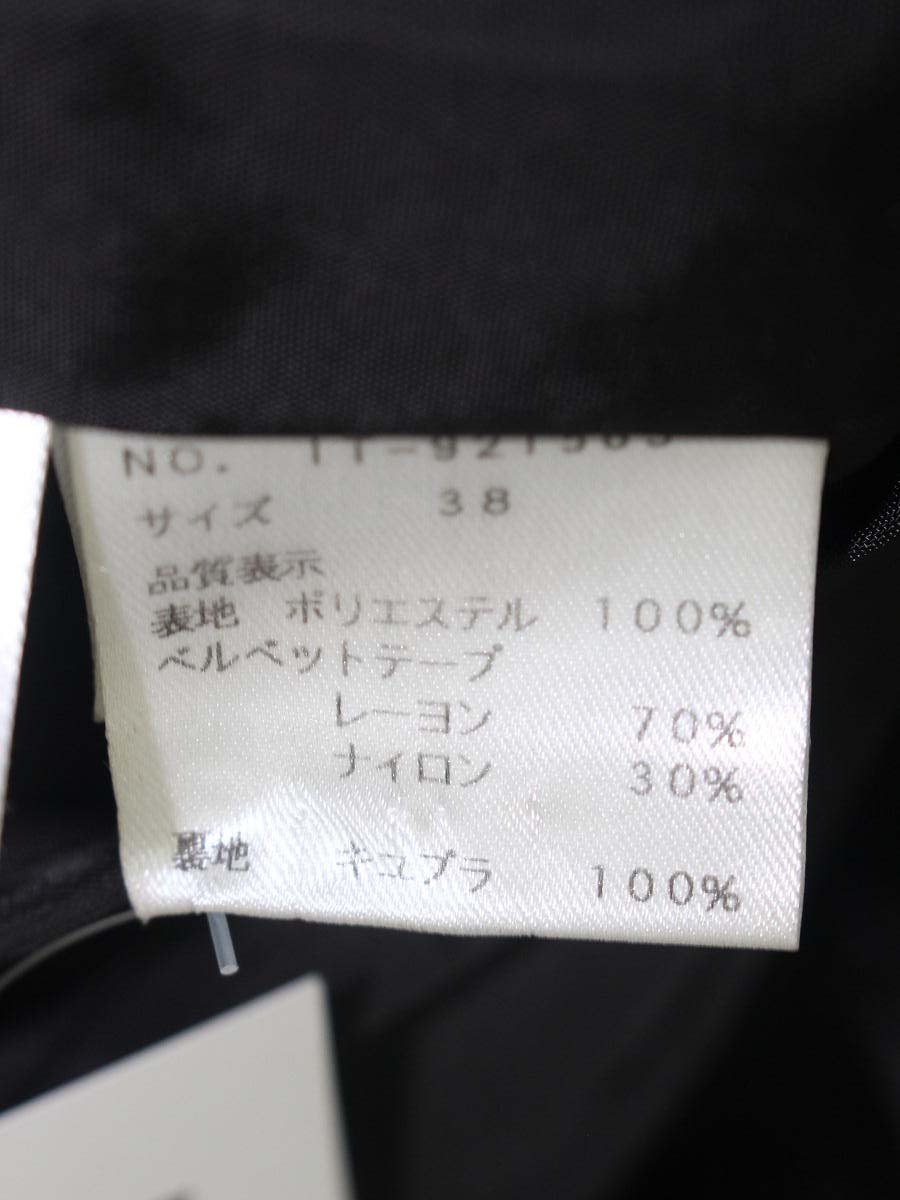 NO.
サイズ 38
品質表示
表地 ポリエステル 100%
ベルベットテープ
レーヨン 70%
ナイロン 30%
裏地 キュプラ 100%